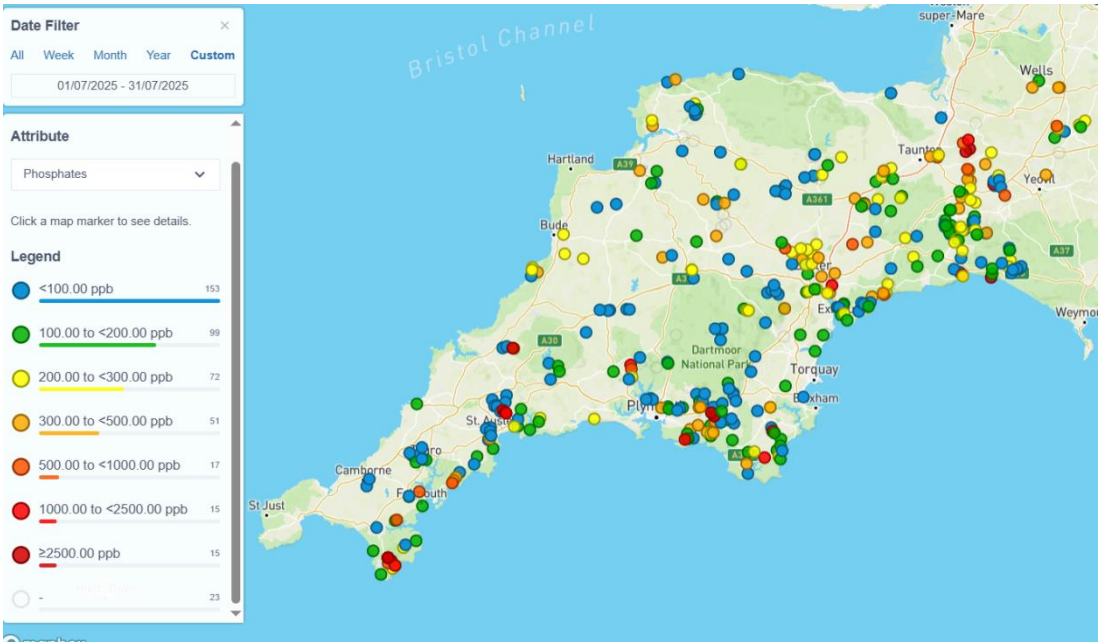 Date Filter ×
All Week Month Year Custom
01/07/2025 - 31/07/2025
Attribute
Phosphates
Click a map marker to see details.
Legend
<100.00 ppb 153
100.00 to <200.00 ppb 99
200.00 to <300.00 ppb 72
300.00 to <500.00 ppb 51
500.00 to <1000.00 ppb 17
1000.00 to <2500.00 ppb 15
≥2500.00 ppb 15
- 23
super-Mare
Bristol Channel
Wells
Hartland
A39
Taunton
Yeovil
A361
Bude
A37
A30
Dartmoor
National Park
Torquay
St. Austell
Camborne
St Just